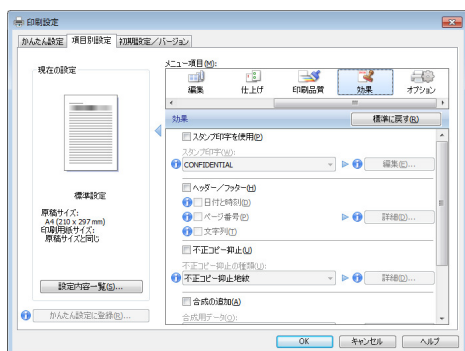 印刷設定
かんたん設定 項目別設定 初期設定／バージョン
現在の設定
メニュー項目(M):
編集 仕上げ 印刷品質 効果 オプション
効果 標準に戻す(R)
スタンプ印字を使用(P)
スタンプ印字(W):
CONFIDENTIAL 編集(E)...
ヘッダー／フッター(H)
日付と時刻(D)
ページ番号(P) 詳細(D)...
文字列(T)
不正コピー抑止(U)
不正コピー抑止の種類(U):
不正コピー抑止地紋 詳細(D)...
合成の追加(A)
合成用データ(O):
標準設定
原稿サイズ:
A4 (210 x 297 mm)
印刷用紙サイズ:
原稿サイズと同じ
設定内容一覧(S)...
かんたん設定に登録(R)...
OK キャンセル ヘルプ